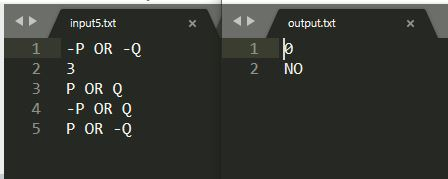 input5.txt ×
1 -P OR -Q
2 3
3 P OR Q
4 -P OR Q
5 P OR -Q
output.txt ×
1 0
2 NO